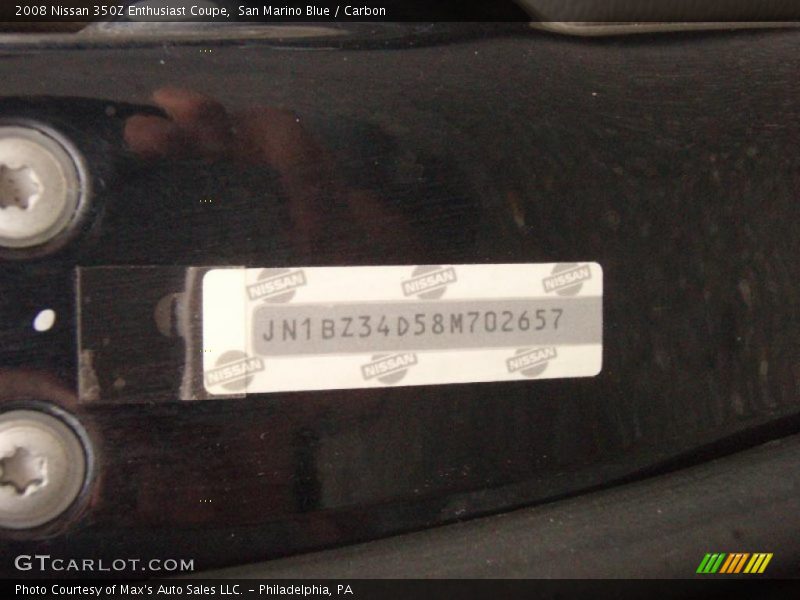 2008 Nissan 350Z Enthusiast Coupe,  San Marino Blue / Carbon
NISSAN NISSAN NISSAN
JN1BZ34D58M702657
NISSAN NISSAN NISSAN
GTCARLOT.COM
Photo Courtesy of Max's Auto Sales LLC. - Philadelphia, PA